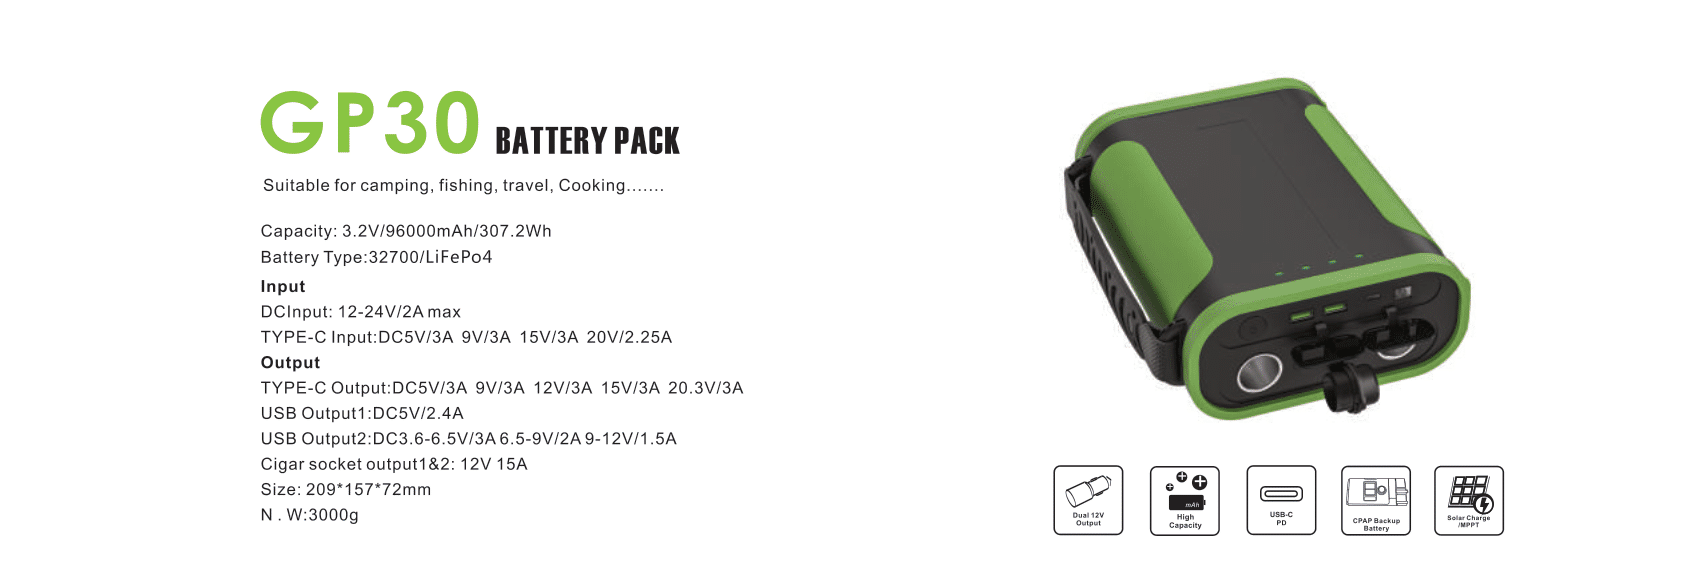 GP30 BATTERY PACK
Suitable for camping, fishing, travel, Cooking.......
Capacity: 3.2V/96000mAh/307.2Wh
Battery Type:32700/LiFePo4
Input
DCInput: 12-24V/2A max
TYPE-C Input:DC5V/3A 9V/3A 15V/3A 20V/2.25A
Output
TYPE-C Output:DC5V/3A 9V/3A 12V/3A 15V/3A 20.3V/3A
USB Output1:DC5V/2.4A
USB Output2:DC3.6-6.5V/3A 6.5-9V/2A 9-12V/1.5A
Cigar socket output1&2: 12V 15A
Size: 209*157*72mm
N . W:3000g
Dual 12V
Output
mAh
High
Capacity
USB-C
PD
CPAP Backup
Battery
Solar Charge
/MPPT